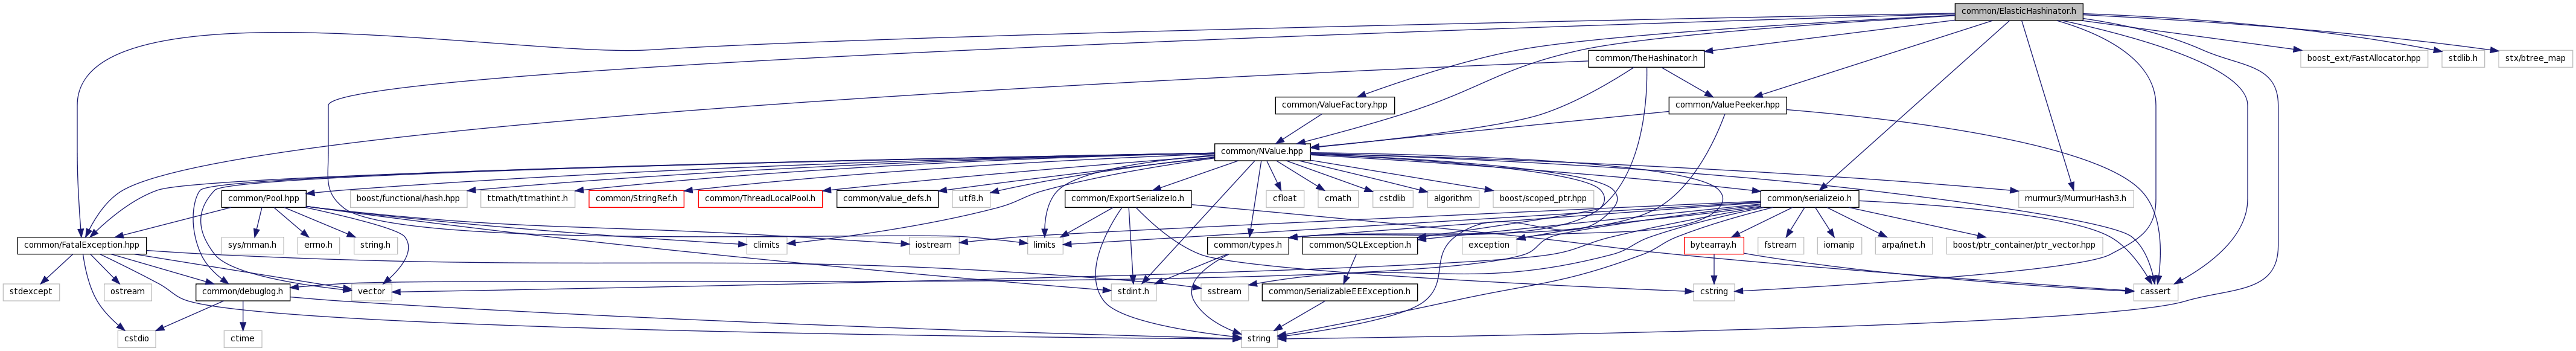 common/ElasticHashinator.h
common/TheHashinator.h
boost_ext/FastAllocator.hpp
stdlib.h
stx/btree_map
common/ValueFactory.hpp
common/ValuePeeker.hpp
common/NValue.hpp
common/Pool.hpp
boost/functional/hash.hpp
ttmath/ttmathint.h
common/StringRef.h
common/ThreadLocalPool.h
common/value_defs.h
utf8.h
common/ExportSerializeIo.h
cfloat
cmath
cstdlib
algorithm
boost/scoped_ptr.hpp
common/serializeio.h
murmur3/MurmurHash3.h
common/FatalException.hpp
sys/mman.h
errno.h
string.h
climits
iostream
limits
common/types.h
common/SQLException.h
exception
bytearray.h
fstream
iomanip
arpa/inet.h
boost/ptr_container/ptr_vector.hpp
stdexcept
ostream
common/debuglog.h
vector
stdint.h
sstream
common/SerializableEEException.h
cstring
cassert
cstdio
ctime
string